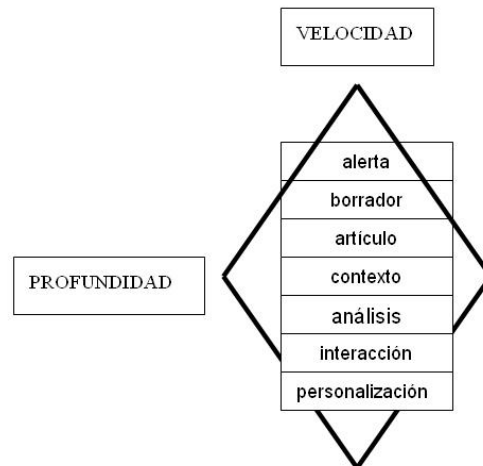 VELOCIDAD
alerta
borrador
artículo
contexto
PROFUNDIDAD
análisis
interacción
personalización